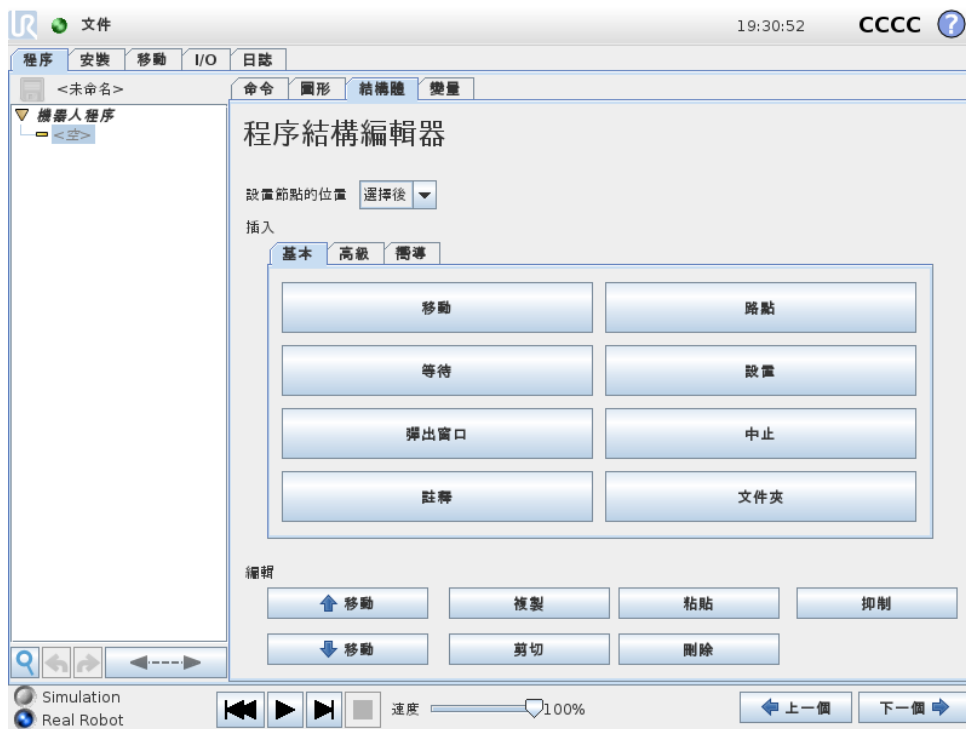 UR 文件 19:30:52 CCCC ?
程序 安裝 移動 I/O 日誌
<未命名> 命令 圖形 結構體 變量
機器人程序
<空>
程序結構編輯器
設置節點的位置 選擇後
插入
基本 高級 嚮導
移動 路點
等待 設置
彈出窗口 中止
註釋 文件夾
編輯
移動 複製 粘貼 抑制
移動 剪切 刪除
Simulation
Real Robot
速度 100% 上一個 下一個